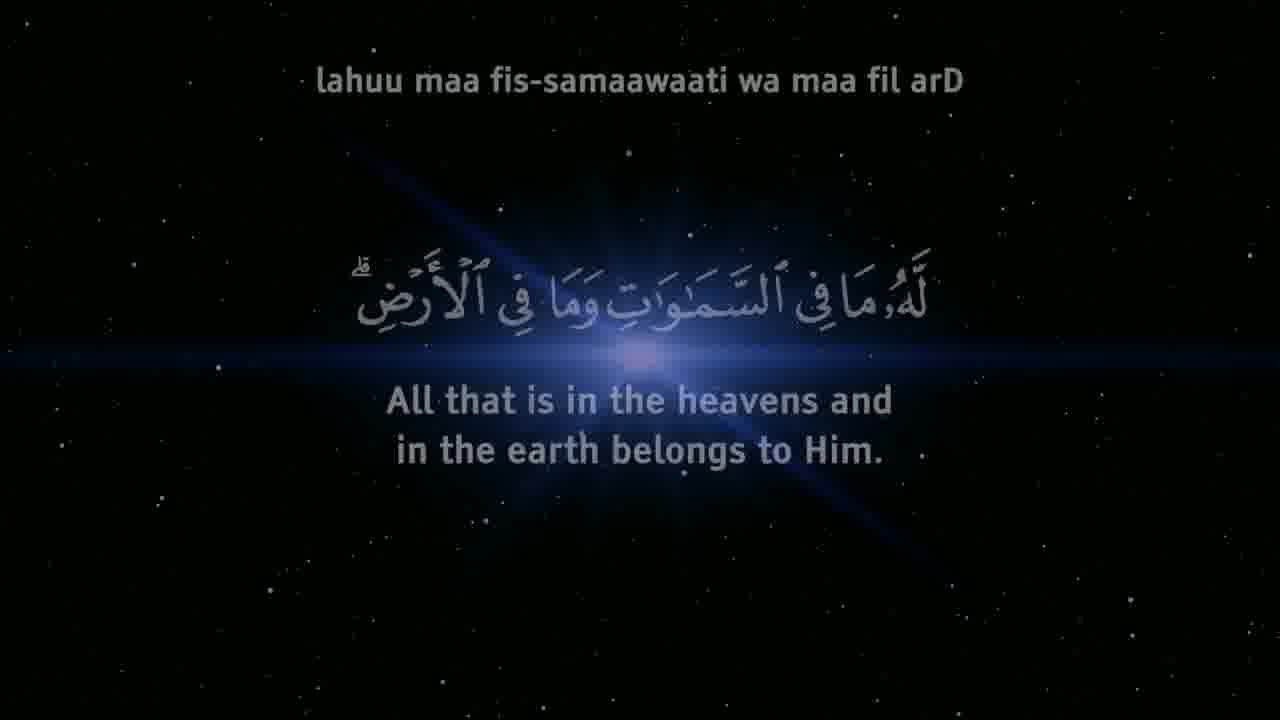 lahuu maa fis-samaawaati wa maa fil arD
لَّهُۥ مَا فِى ٱلسَّمَـٰوَٰتِ وَمَا فِى ٱلْأَرْضِ ۗ
All that is in the heavens and
in the earth belongs to Him.